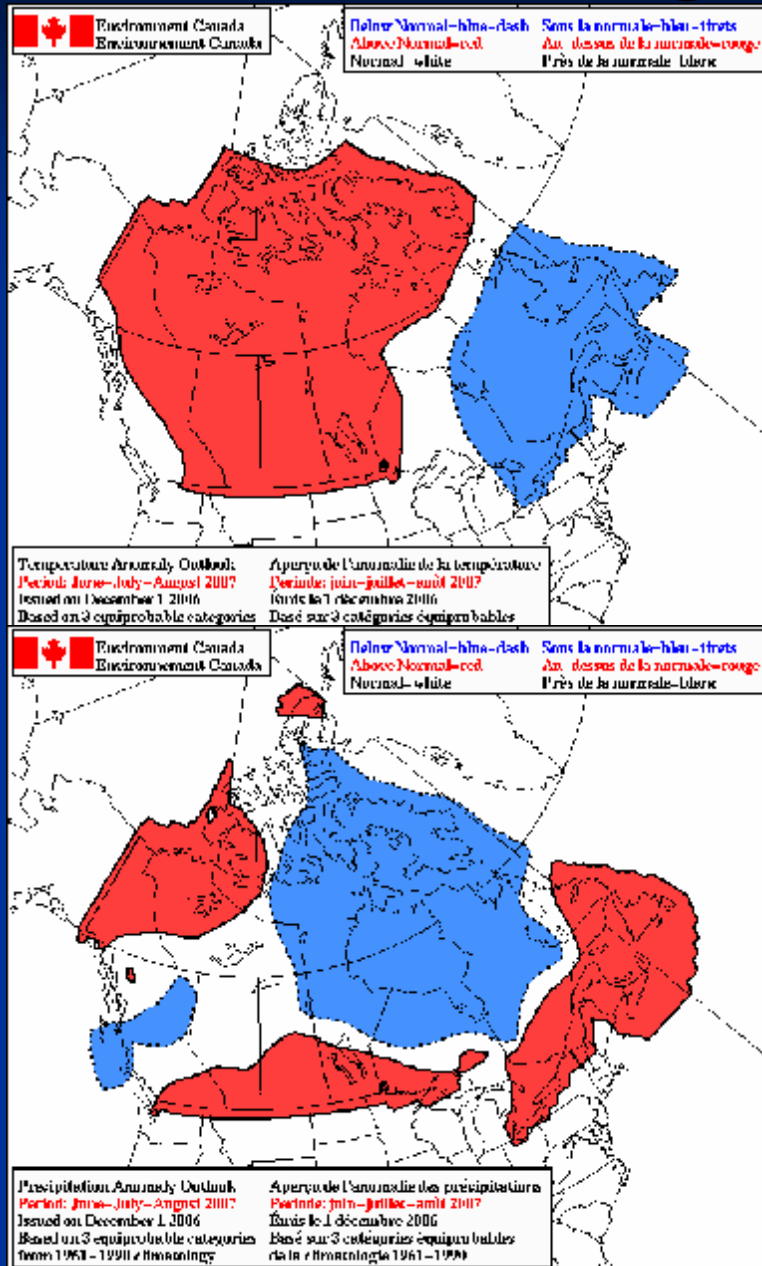 Environment Canada
Environnement Canada
Below Normal-blue-dash Sous la normale-bleu-tirets
Above Normal-red Au-dessus de la normale-rouge
Normal-white Près de la normale-blanc
Temperature Anomaly Outlook Aperçu de l'anomalie de la température
Period: June-July-August 2007 Période: juin-juillet-août 2007
Issued on December 1 2006 Émis le 1 décembre 2006
Based on 3 equiprobable categories Basé sur 3 catégories équiprobables
Environment Canada
Environnement Canada
Below Normal-blue-dash Sous la normale-bleu-tirets
Above Normal-red Au-dessus de la normale-rouge
Normal-white Près de la normale-blanc
Precipitation Anomaly Outlook Aperçu de l'anomalie des précipitations
Period: June-July-August 2007 Période: juin-juillet-août 2007
Issued on December 1 2006 Émis le 1 décembre 2006
Based on 3 equiprobable categories Basé sur 3 catégories équiprobables
from 1961-1990 climatology de la climatologie 1961-1990